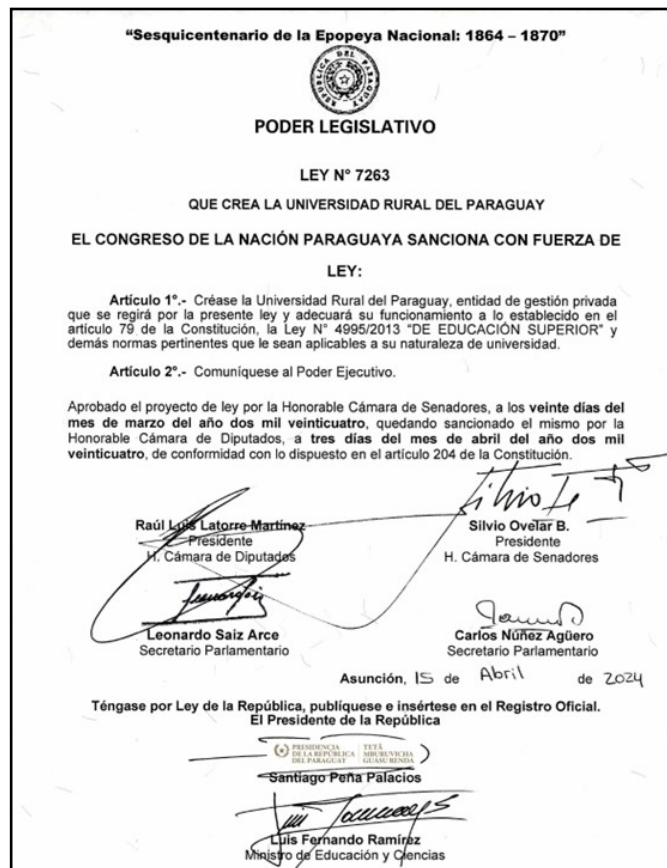 "Sesquicentenario de la Epopeya Nacional: 1864 – 1870"
REPUBLICA DEL PARAGUAY
PODER LEGISLATIVO
LEY N° 7263
QUE CREA LA UNIVERSIDAD RURAL DEL PARAGUAY
EL CONGRESO DE LA NACIÓN PARAGUAYA SANCIONA CON FUERZA DE
LEY:
Artículo 1°.- Créase la Universidad Rural del Paraguay, entidad de gestión privada
que se regirá por la presente ley y adecuará su funcionamiento a lo establecido en el
artículo 79 de la Constitución, la Ley N° 4995/2013 "DE EDUCACIÓN SUPERIOR" y
demás normas pertinentes que le sean aplicables a su naturaleza de universidad.
Artículo 2°.- Comuníquese al Poder Ejecutivo.
Aprobado el proyecto de ley por la Honorable Cámara de Senadores, a los veinte días del
mes de marzo del año dos mil veinticuatro, quedando sancionado el mismo por la
Honorable Cámara de Diputados, a tres días del mes de abril del año dos mil
veinticuatro, de conformidad con lo dispuesto en el artículo 204 de la Constitución.
Raúl Luis Latorre Martínez
Presidente
H. Cámara de Diputados
Silvio Ovelar B.
Presidente
H. Cámara de Senadores
Leonardo Saiz Arce
Secretario Parlamentario
Carlos Núñez Agüero
Secretario Parlamentario
Asunción, 15 de Abril de 2024
Téngase por Ley de la República, publíquese e insértese en el Registro Oficial.
El Presidente de la República
PRESIDENCIA DE LA REPÚBLICA DEL PARAGUAY
TETÃ MBURUVICHA GUASU RENDA
Santiago Peña Palacios
Luis Fernando Ramírez
Ministro de Educación y Ciencias